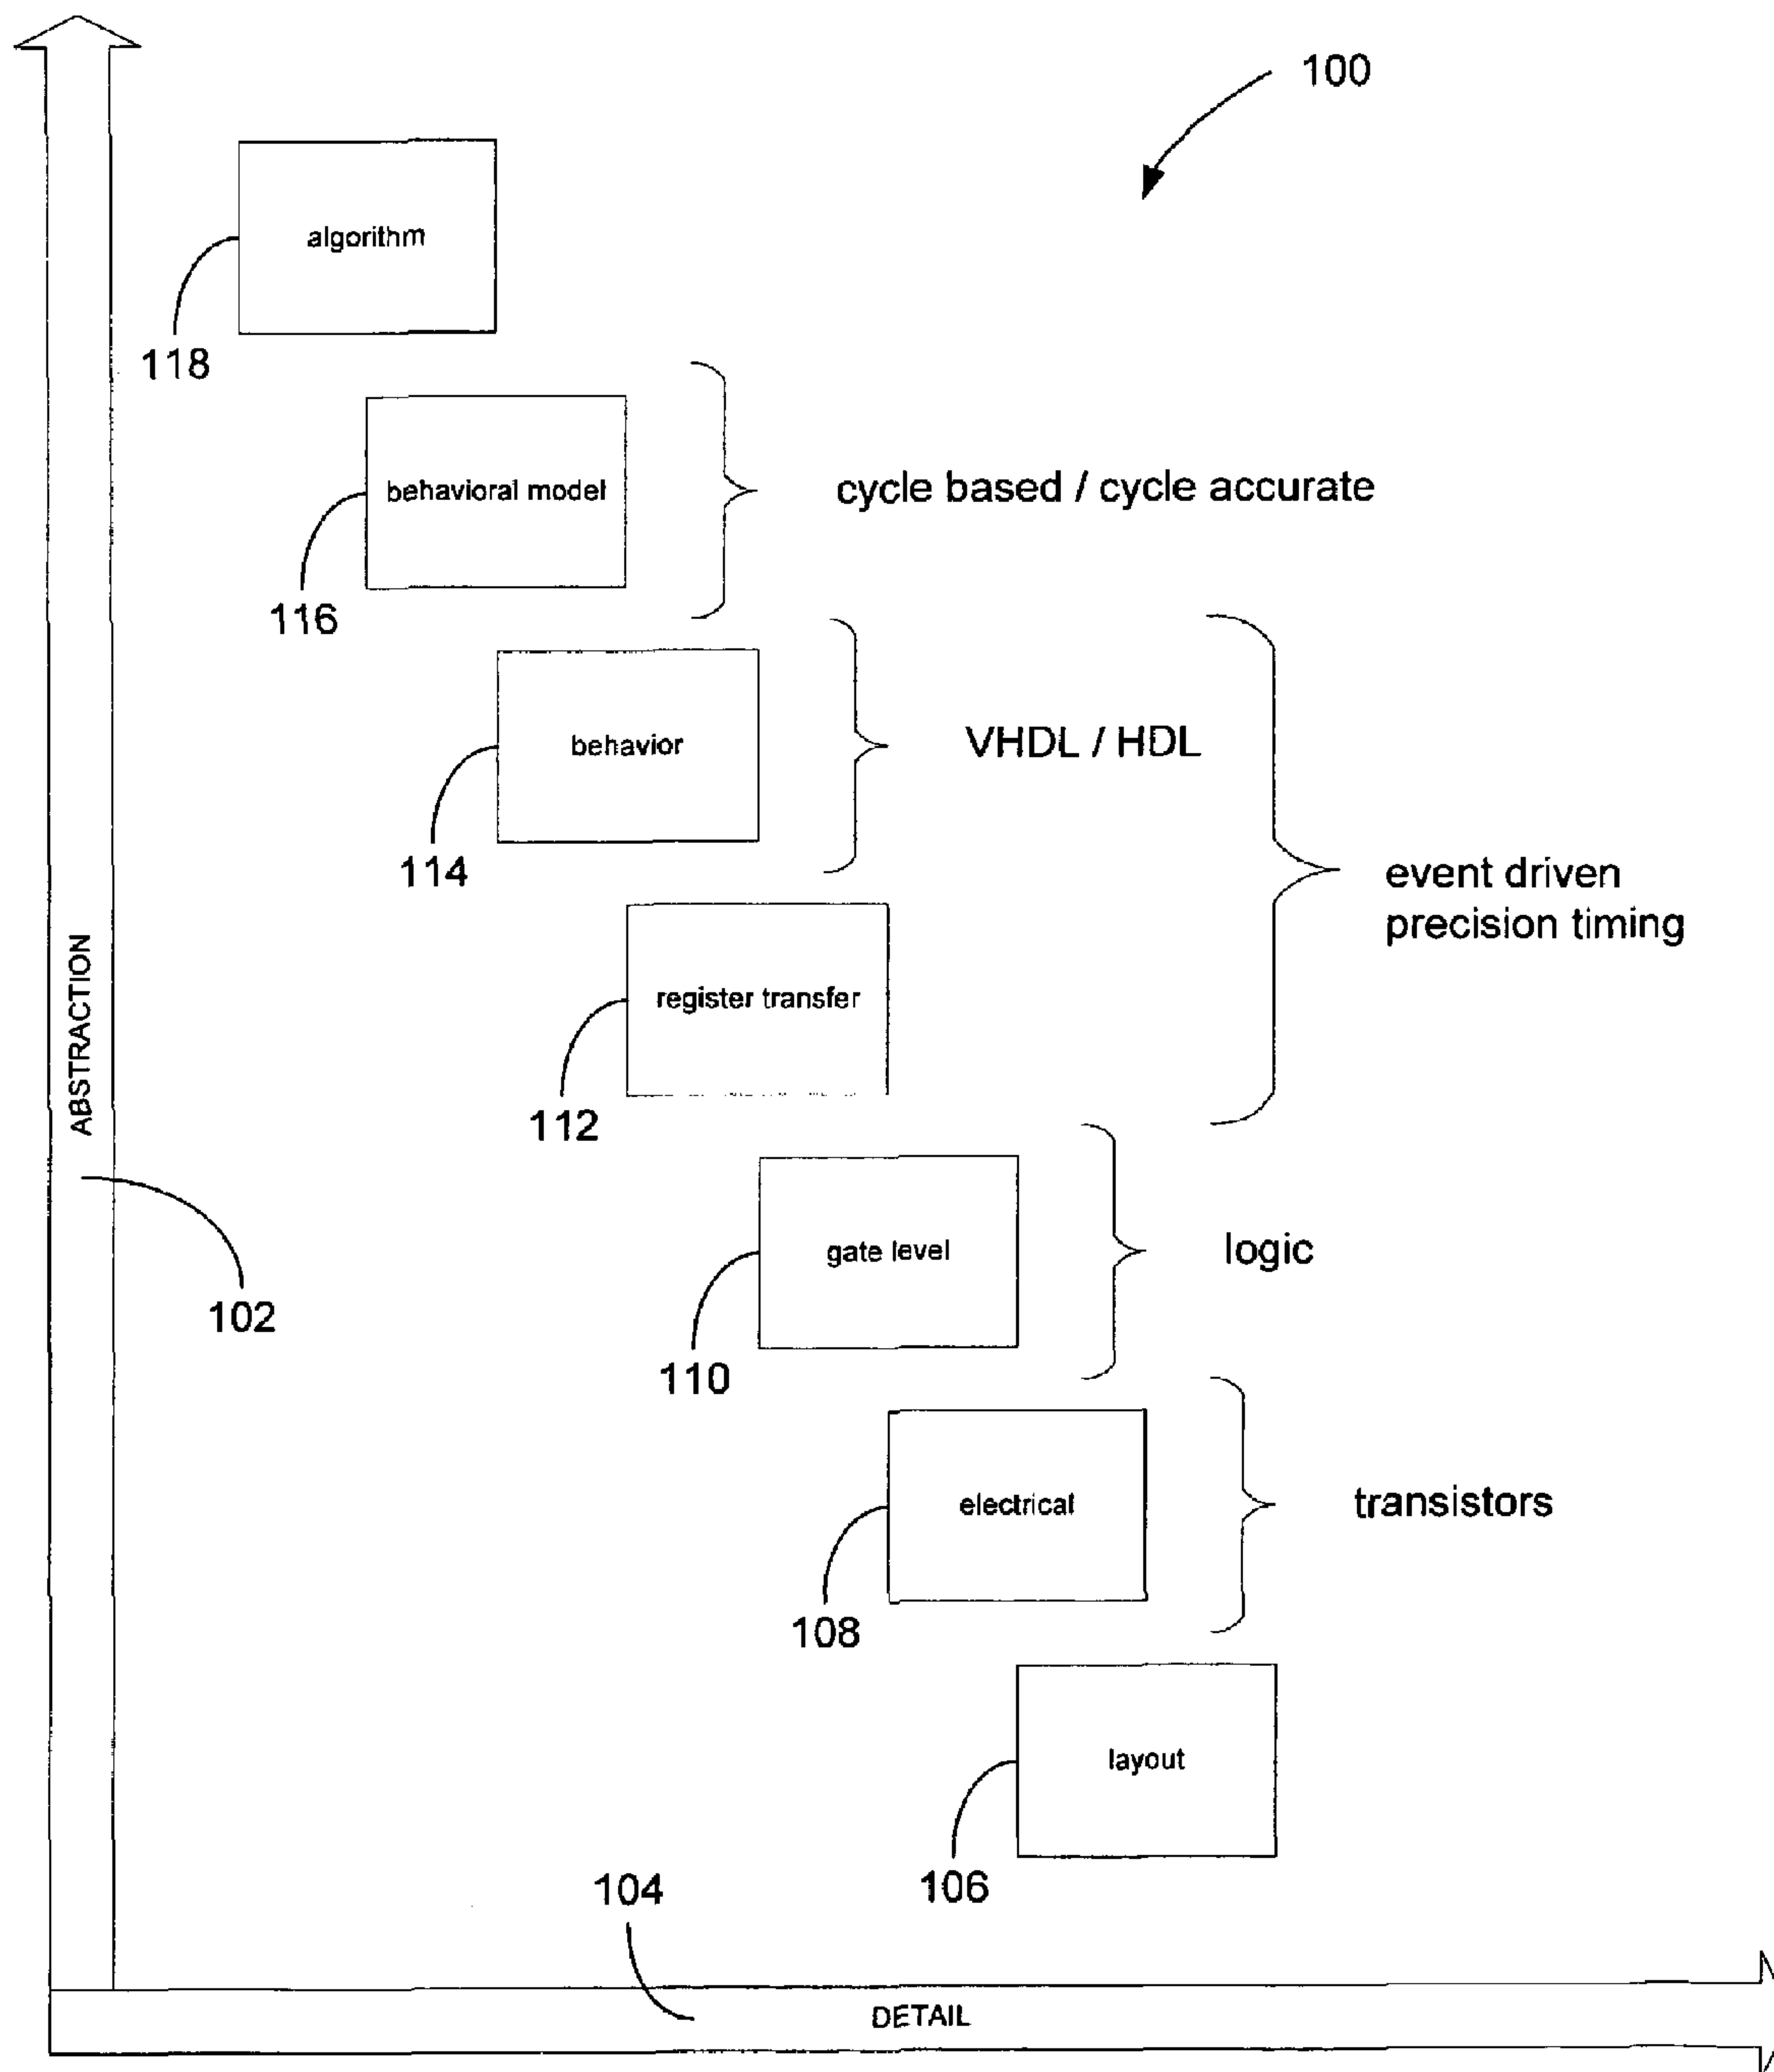 100
algorithm
118
behavioral model
cycle based / cycle accurate
116
behavior
VHDL / HDL
114
event driven
precision timing
register transfer
112
ABSTRACTION
gate level
logic
102
110
electrical
transistors
108
layout
106
104
DETAIL